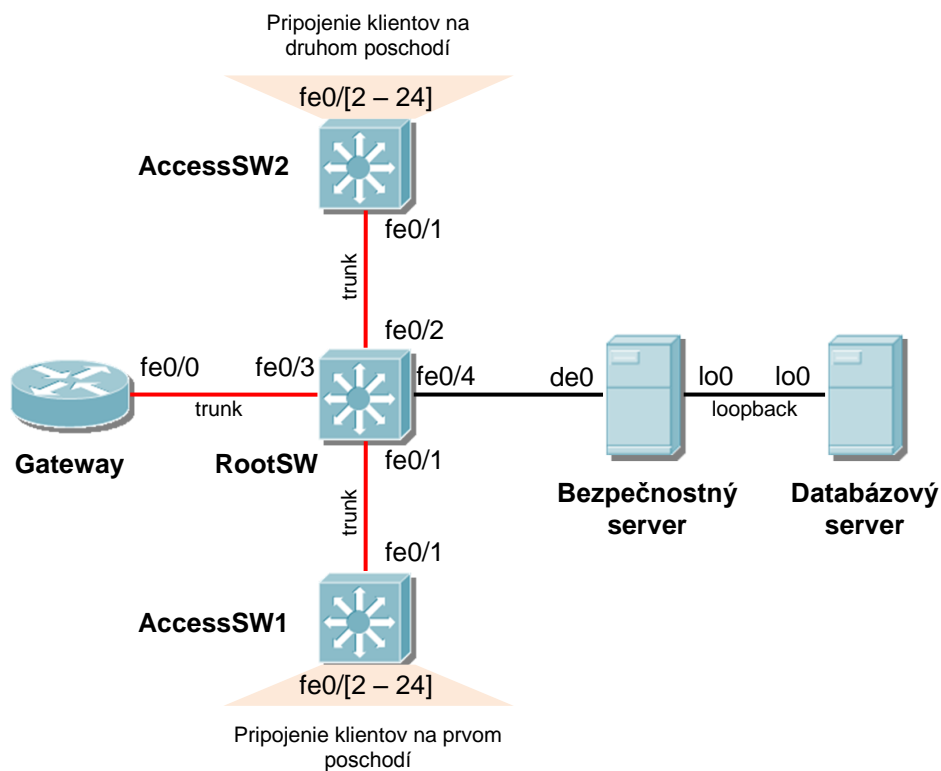 Pripojenie klientov na
druhom poschodí
fe0/[2 – 24]
AccessSW2
fe0/1
trunk
fe0/2
fe0/0
fe0/3
fe0/4
de0
lo0
lo0
trunk
loopback
Gateway
RootSW
fe0/1
Bezpečnostný
server
Databázový
server
trunk
fe0/1
AccessSW1
fe0/[2 – 24]
Pripojenie klientov na prvom
poschodí